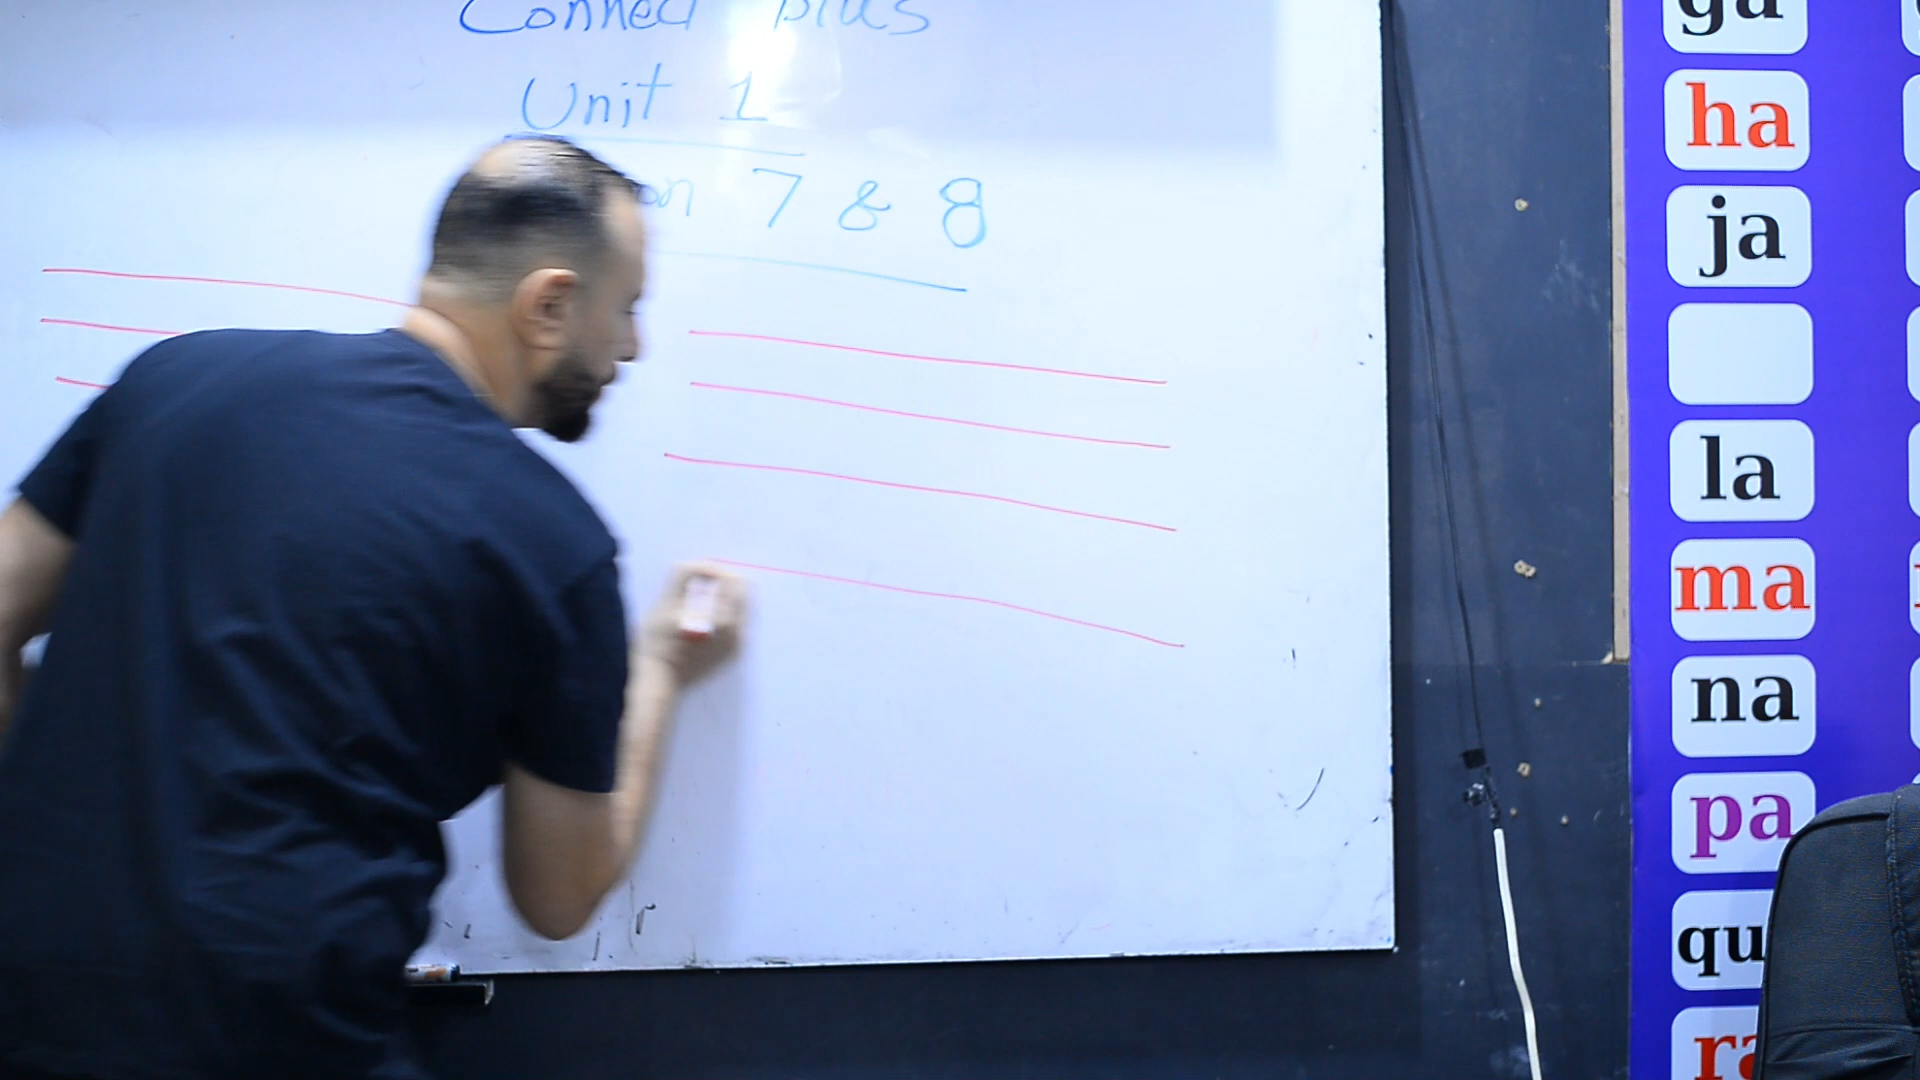 Connect plus
Unit 1
on 7 & 8
ga
ha
ja
la
ma
na
pa
qu
ra